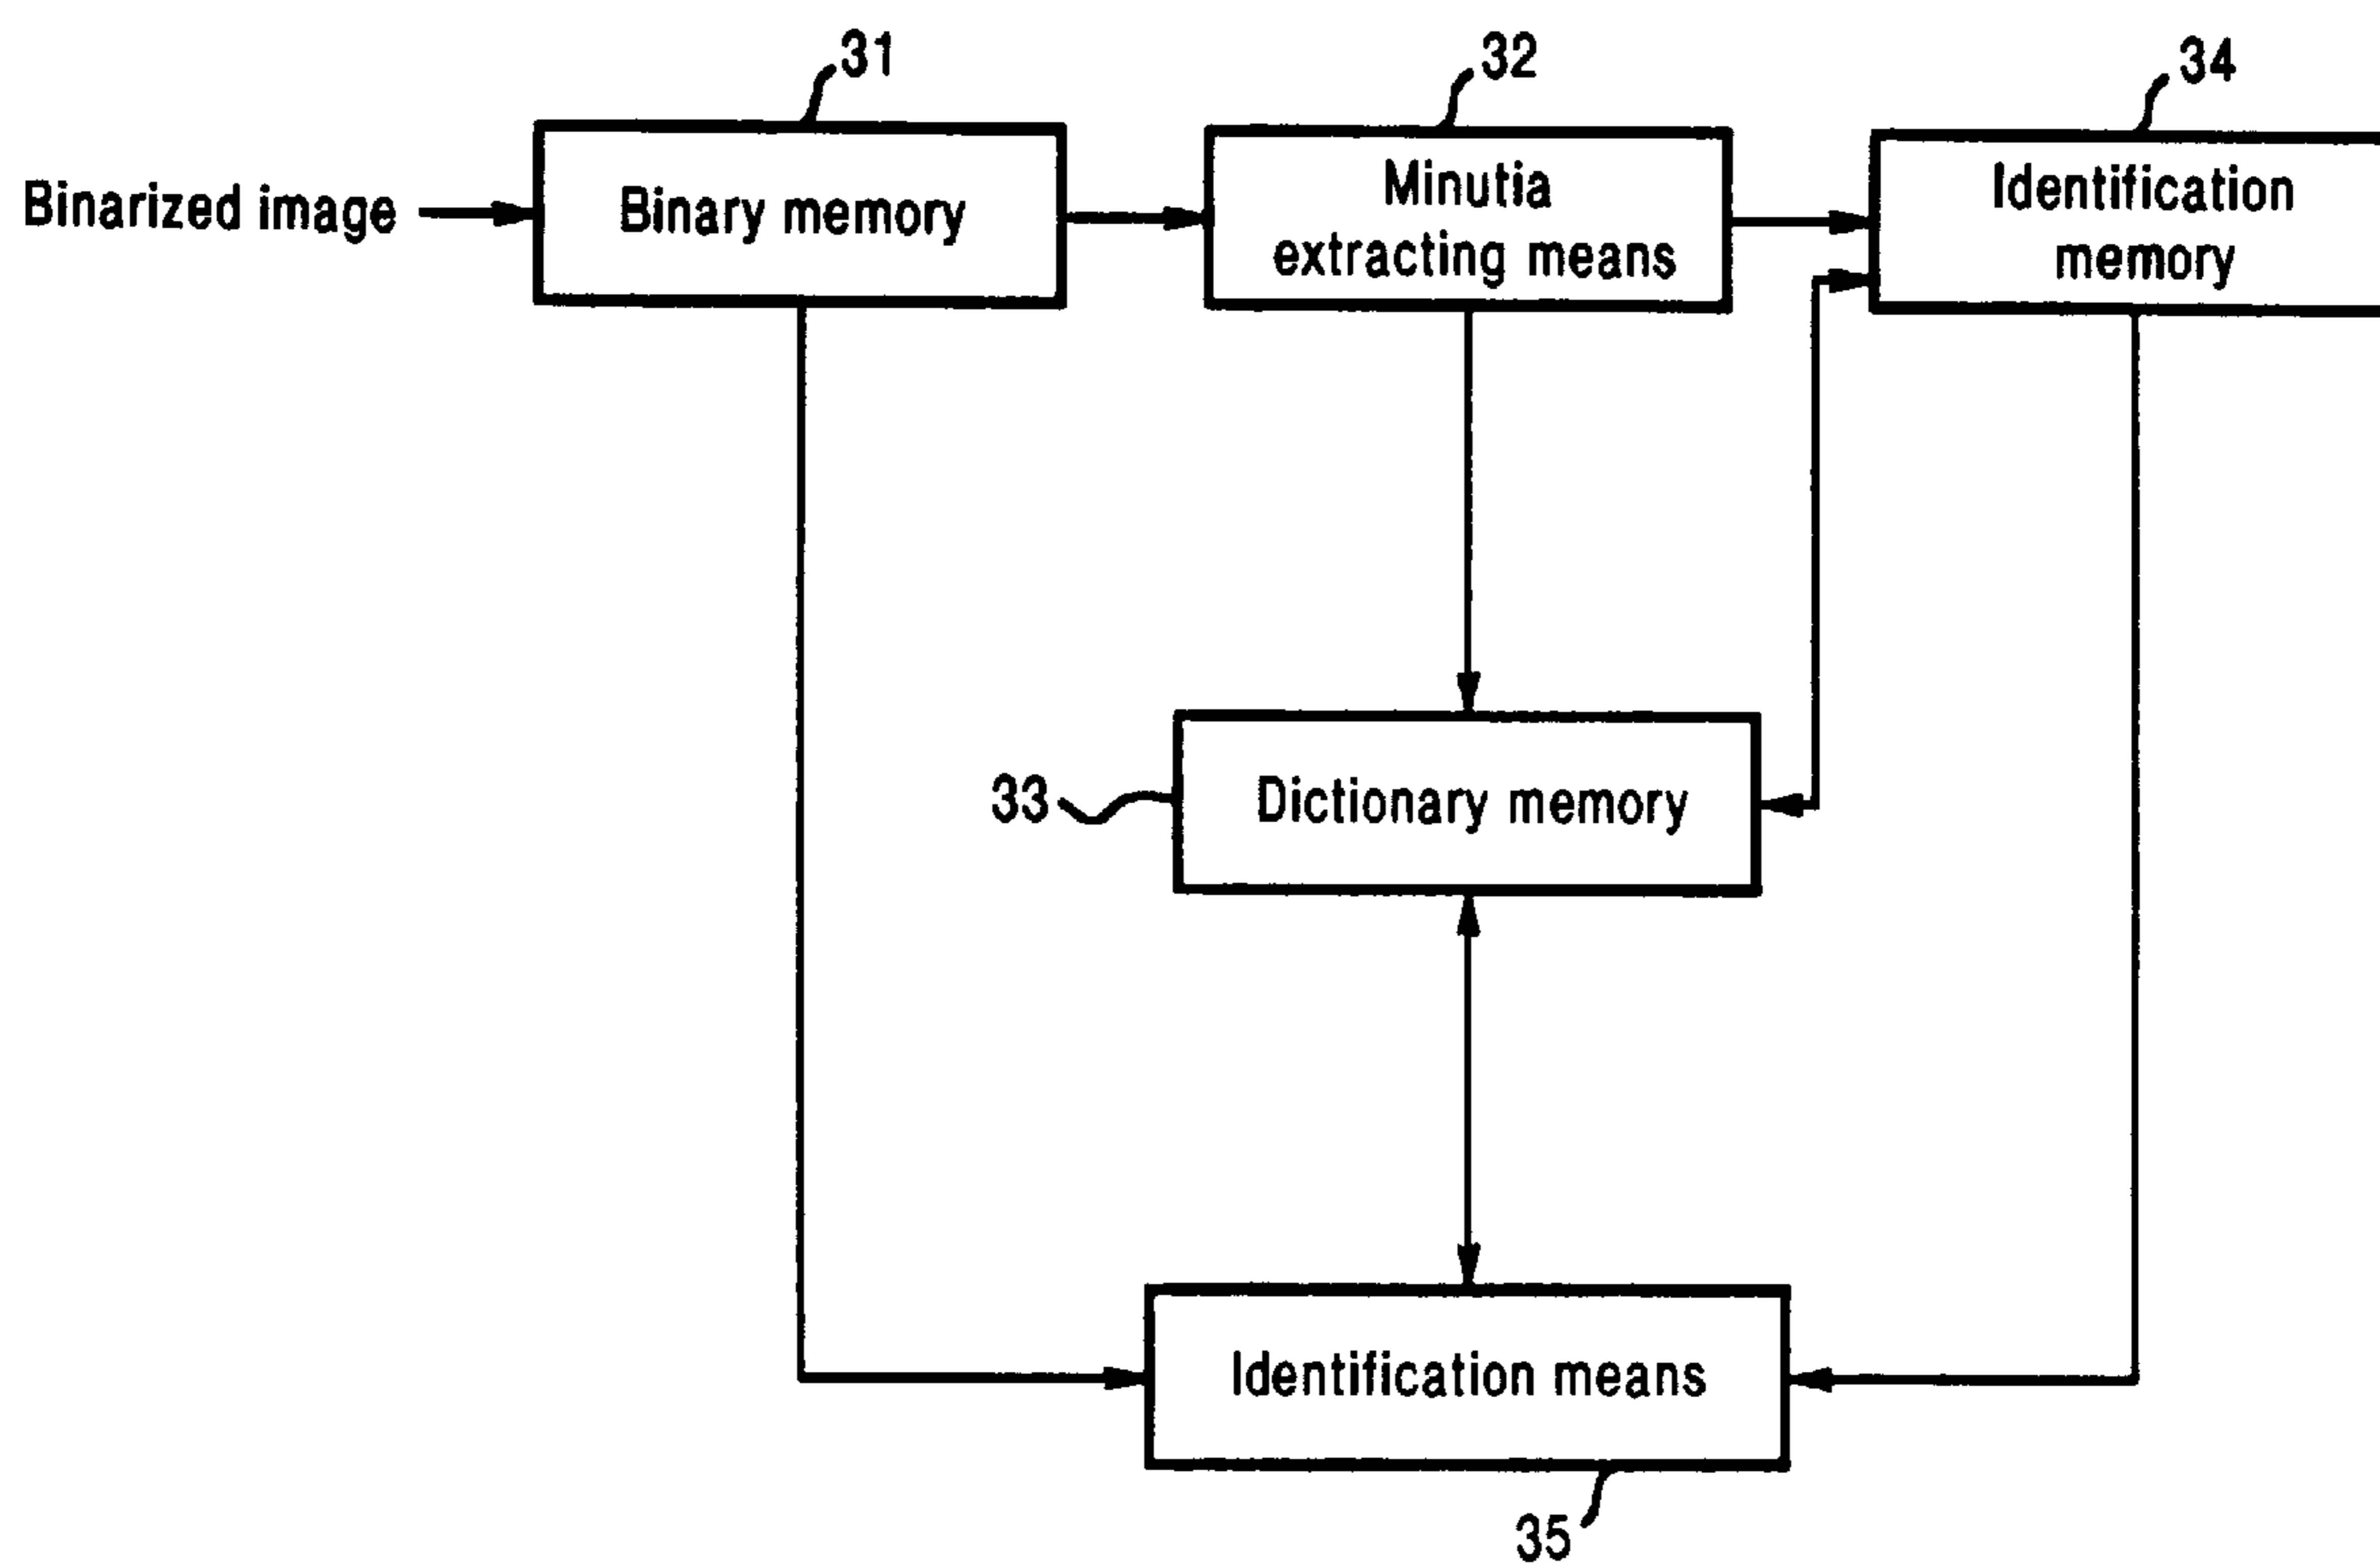 31
32
34
Binarized image
Binary memory
Minutia
extracting means
Identification
memory
33
Dictionary memory
Identification means
35